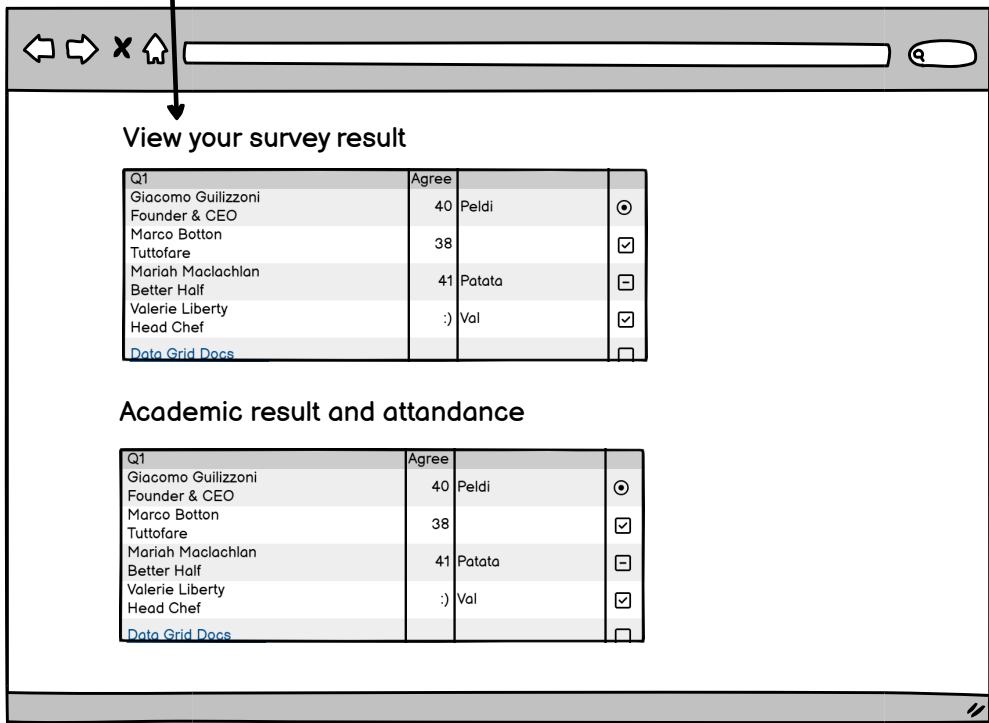 View your survey result
Q1 Agree
Giacomo Guilizzoni
Founder & CEO
40 Peldi
Marco Botton
Tuttofare
38
Mariah Maclachlan
Better Half
41 Patata
Valerie Liberty
Head Chef
:) Val
Data Grid Docs
Academic result and attandance
Q1 Agree
Giacomo Guilizzoni
Founder & CEO
40 Peldi
Marco Botton
Tuttofare
38
Mariah Maclachlan
Better Half
41 Patata
Valerie Liberty
Head Chef
:) Val
Data Grid Docs